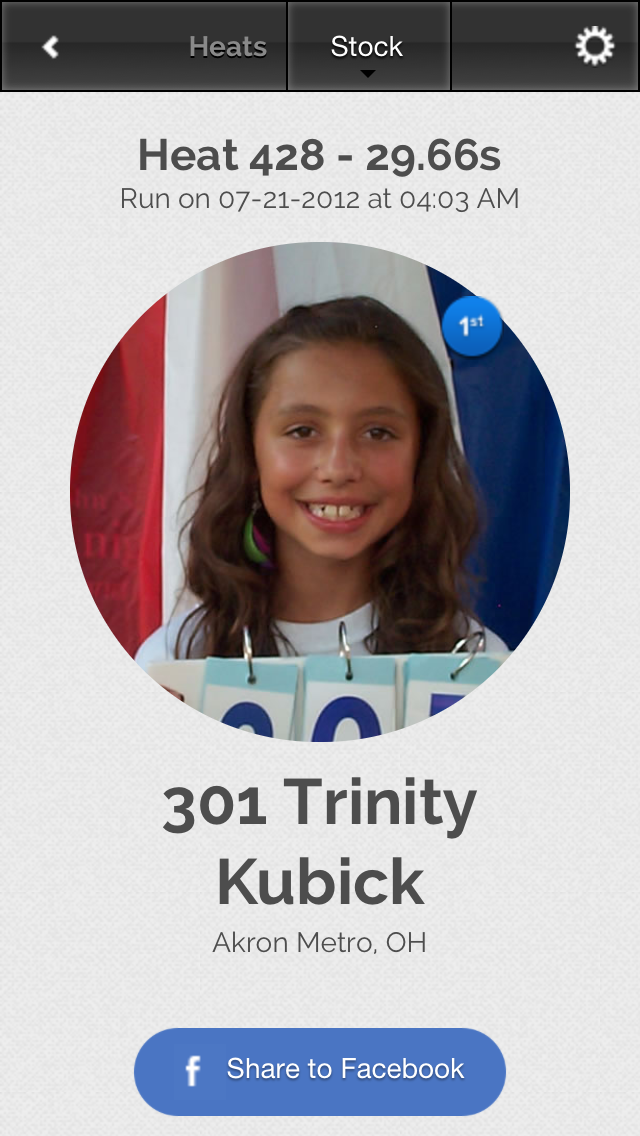 Heats Stock
Heat 428 - 29.66s
Run on 07-21-2012 at 04:03 AM
1st
301 Trinity
Kubick
Akron Metro, OH
f Share to Facebook